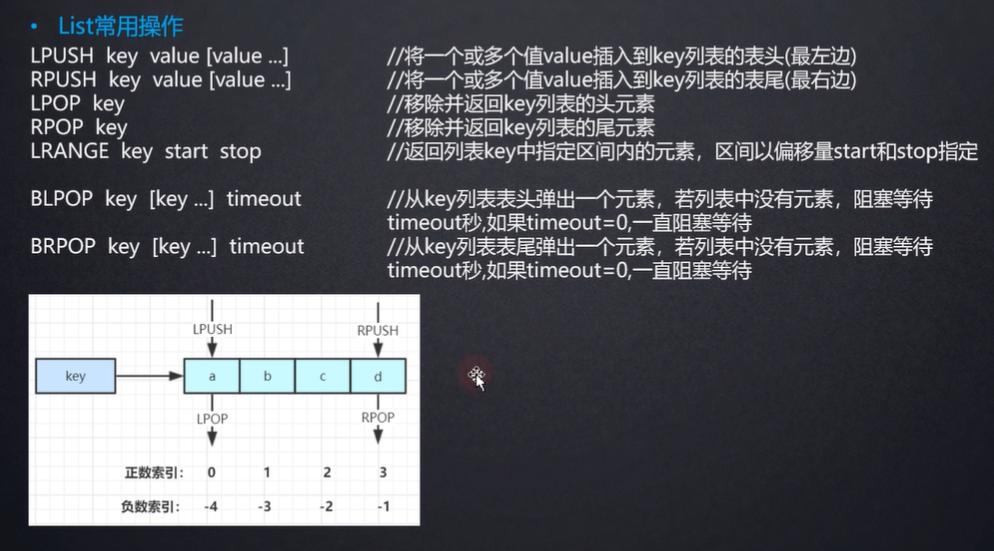 • List常用操作
LPUSH key value [value ...] //将一个或多个值value插入到key列表的表头(最左边)
RPUSH key value [value ...] //将一个或多个值value插入到key列表的表尾(最右边)
LPOP key //移除并返回key列表的头元素
RPOP key //移除并返回key列表的尾元素
LRANGE key start stop //返回列表key中指定区间内的元素，区间以偏移量start和stop指定
BLPOP key [key ...] timeout //从key列表表头弹出一个元素，若列表中没有元素，阻塞等待
timeout秒,如果timeout=0,一直阻塞等待
BRPOP key [key ...] timeout //从key列表表尾弹出一个元素，若列表中没有元素，阻塞等待
timeout秒,如果timeout=0,一直阻塞等待
LPUSH RPUSH
key a b c d
LPOP RPOP
正数索引: 0 1 2 3
负数索引: -4 -3 -2 -1